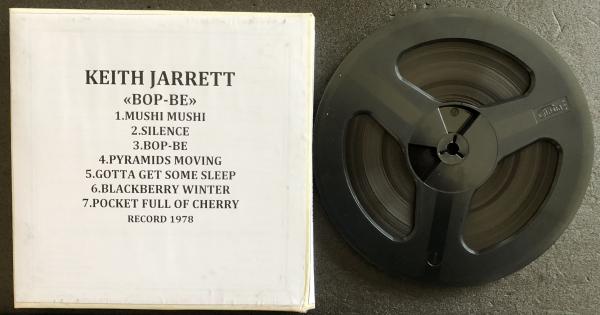 KEITH JARRETT
«BOP-BE»
1.MUSHI MUSHI
2.SILENCE
3.BOP-BE
4.PYRAMIDS MOVING
5.GOTTA GET SOME SLEEP
6.BLACKBERRY WINTER
7.POCKET FULL OF CHERRY
RECORD 1978